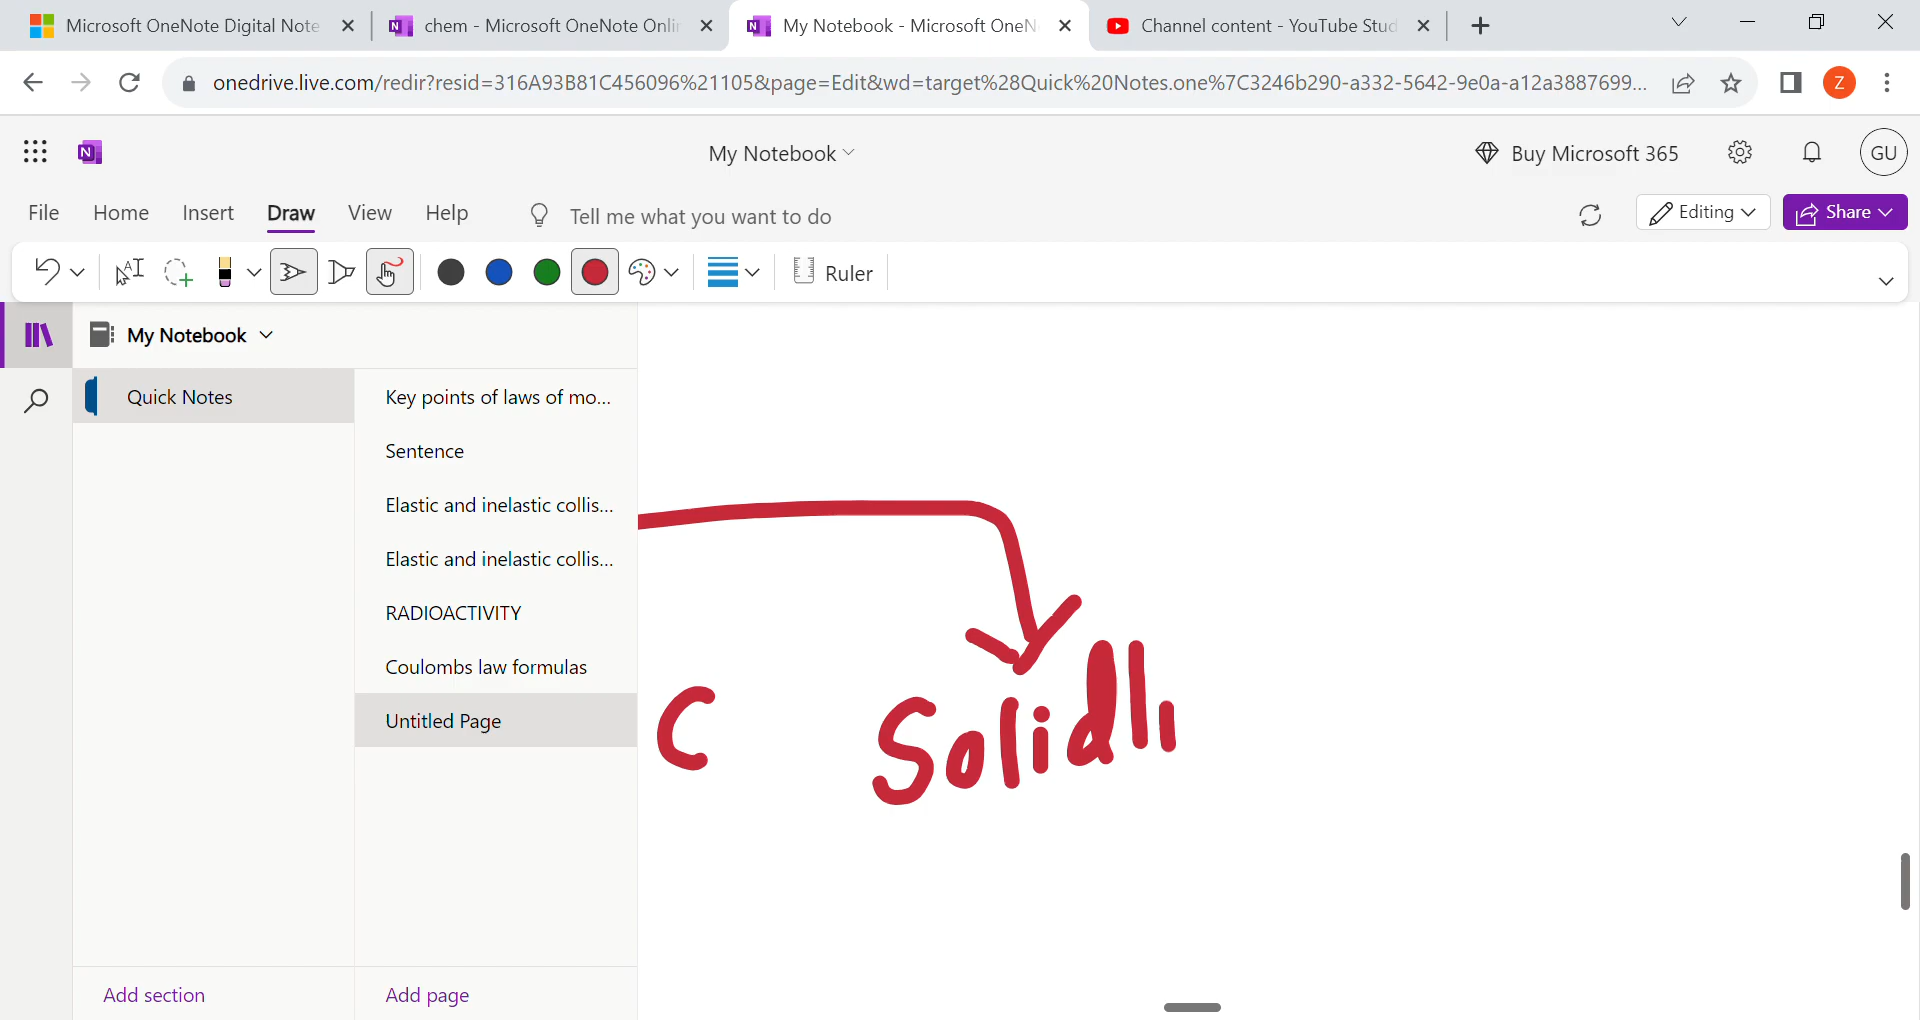 Microsoft OneNote Digital Note
chem - Microsoft OneNote Onlin
My Notebook - Microsoft OneN
Channel content - YouTube Stud
onedrive.live.com/redir?resid=316A93B81C456096%21105&page=Edit&wd=target%28Quick%20Notes.one%7C3246b290-a332-5642-9e0a-a12a3887699...
Z
N
My Notebook
Buy Microsoft 365
GU
File Home Insert Draw View Help
Tell me what you want to do
Editing
Share
Ruler
My Notebook
Quick Notes
Key points of laws of mo...
Sentence
Elastic and inelastic collis...
Elastic and inelastic collis...
RADIOACTIVITY
Coulombs law formulas
Untitled Page
C Solidlı
Add section
Add page